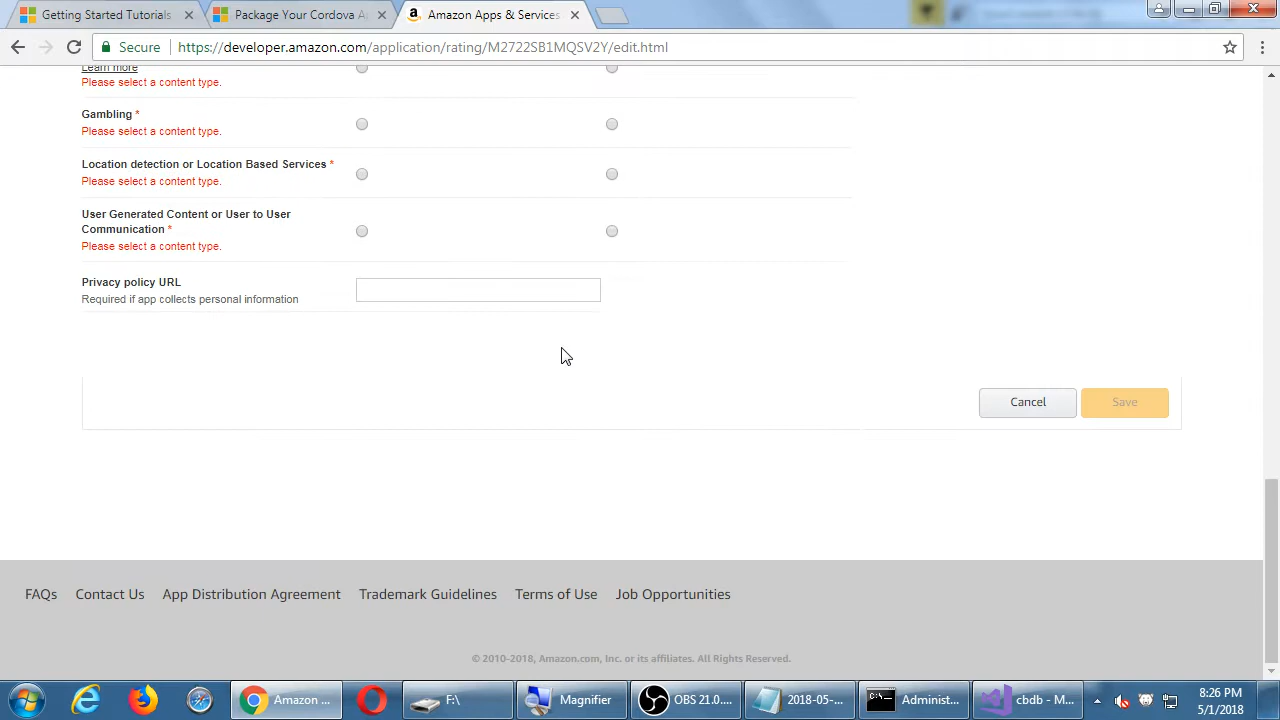 Getting Started Tutorials
Package Your Cordova A
Amazon Apps & Services
Secure
https://developer.amazon.com/application/rating/M2722SB1MQSV2Y/edit.html
Learn more
Please select a content type.
Gambling *
Please select a content type.
Location detection or Location Based Services *
Please select a content type.
User Generated Content or User to User
Communication *
Please select a content type.
Privacy policy URL
Required if app collects personal information
Cancel
Save
FAQs
Contact Us
App Distribution Agreement
Trademark Guidelines
Terms of Use
Job Opportunities
© 2010-2018, Amazon.com, Inc. or its affiliates. All Rights Reserved.
Amazon ...
F:\
Magnifier
OBS 21.0....
2018-05-...
Administ...
cbdb - M...
8:26 PM
5/1/2018